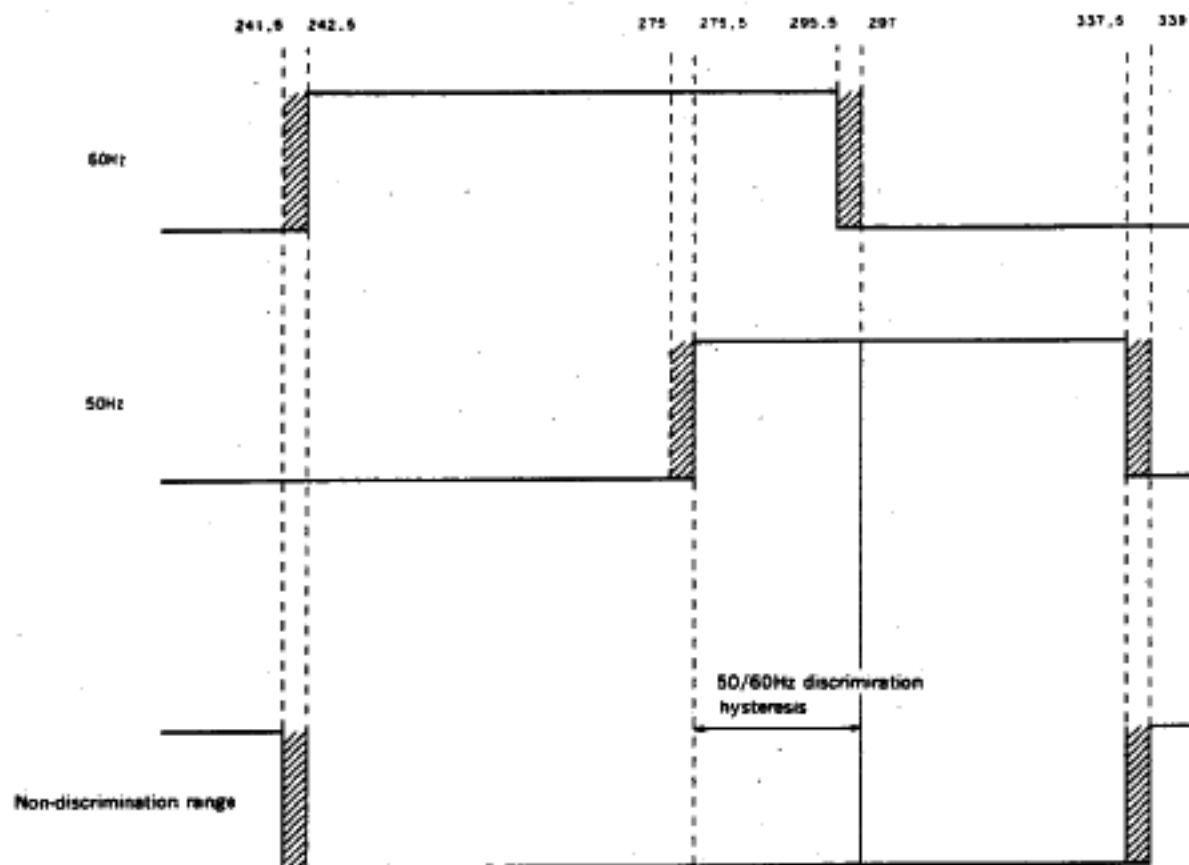 241.5 242.5 275 275.5 295.5 297 337.5 339
60Hz
50Hz
50/60Hz discrimination
hysteresis
Non-discrimination range